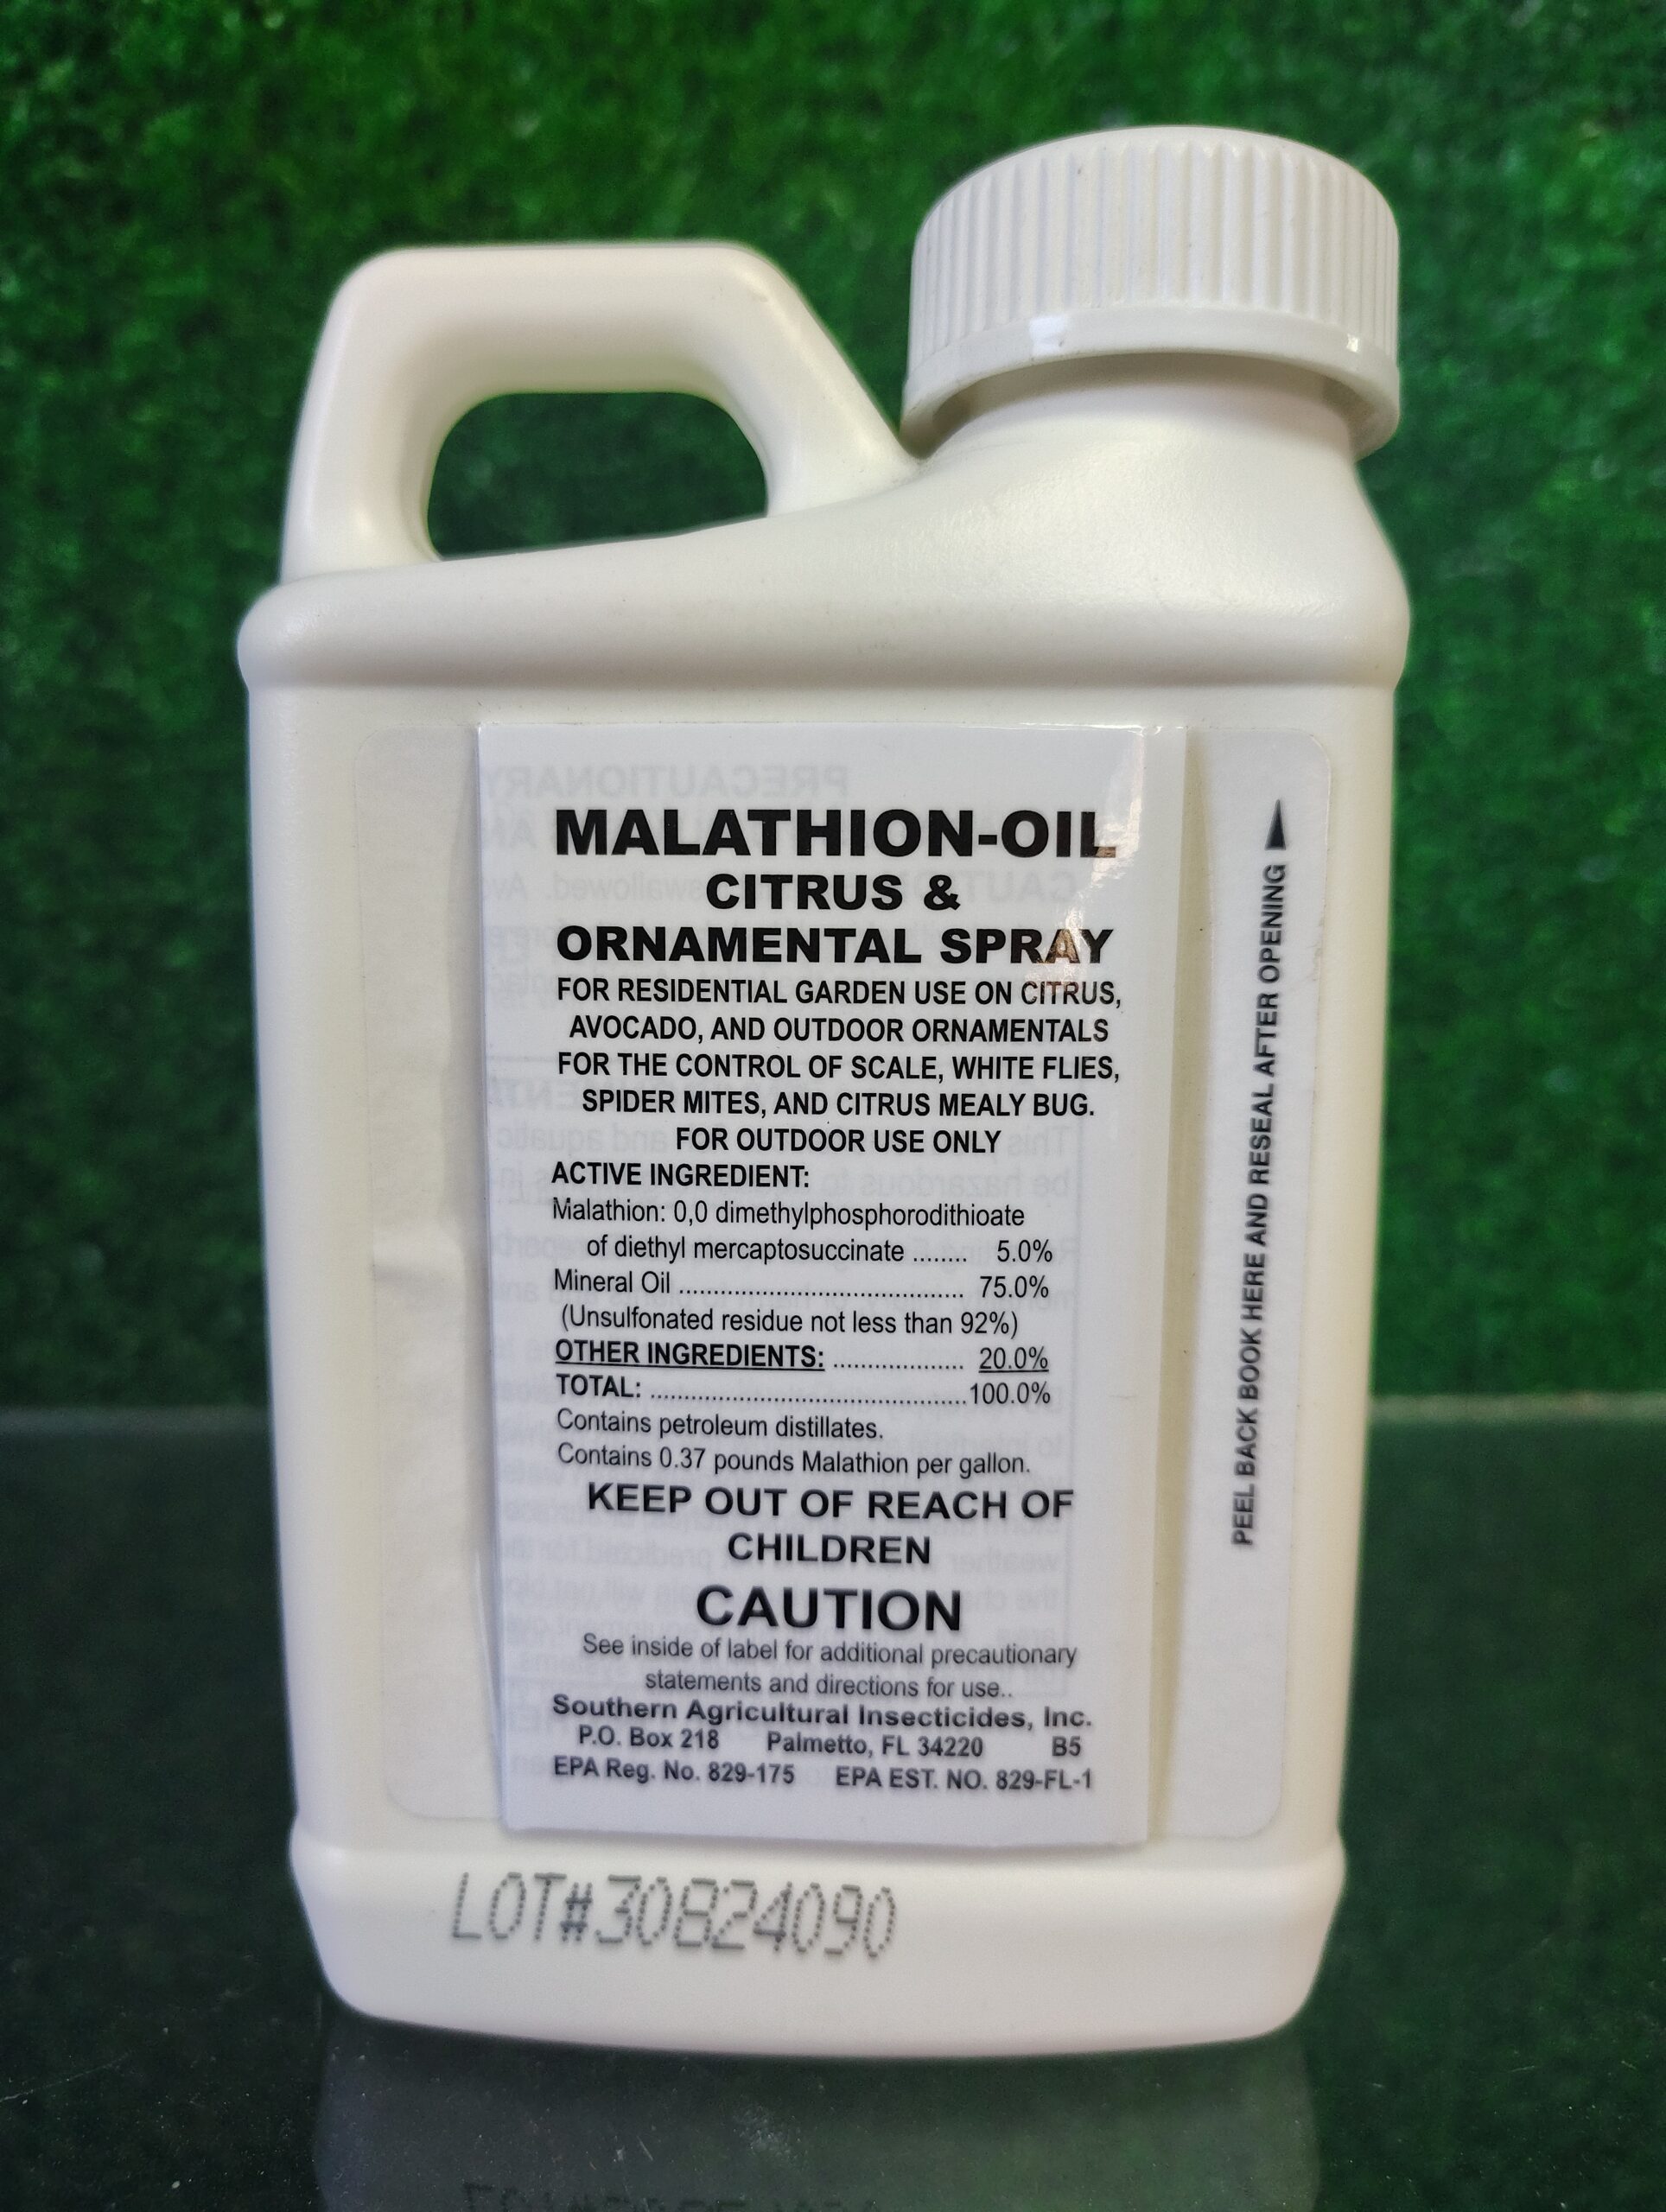 MALATHION-OIL
CITRUS &
ORNAMENTAL SPRAY
FOR RESIDENTIAL GARDEN USE ON CITRUS,
AVOCADO, AND OUTDOOR ORNAMENTALS
FOR THE CONTROL OF SCALE, WHITE FLIES,
SPIDER MITES, AND CITRUS MEALY BUG.
FOR OUTDOOR USE ONLY
ACTIVE INGREDIENT:
Malathion: 0,0 dimethylphosphorodithioate
of diethyl mercaptosuccinate ........ 5.0%
Mineral Oil ........................................ 75.0%
(Unsulfonated residue not less than 92%)
OTHER INGREDIENTS: ................... 20.0%
TOTAL: .............................................100.0%
Contains petroleum distillates.
Contains 0.37 pounds Malathion per gallon.
KEEP OUT OF REACH OF
CHILDREN
CAUTION
See inside of label for additional precautionary
statements and directions for use..
Southern Agricultural Insecticides, Inc.
P.O. Box 218 Palmetto, FL 34220 B5
EPA Reg. No. 829-175 EPA EST. NO. 829-FL-1
PEEL BACK BOOK HERE AND RESEAL AFTER OPENING
LOT#30824090